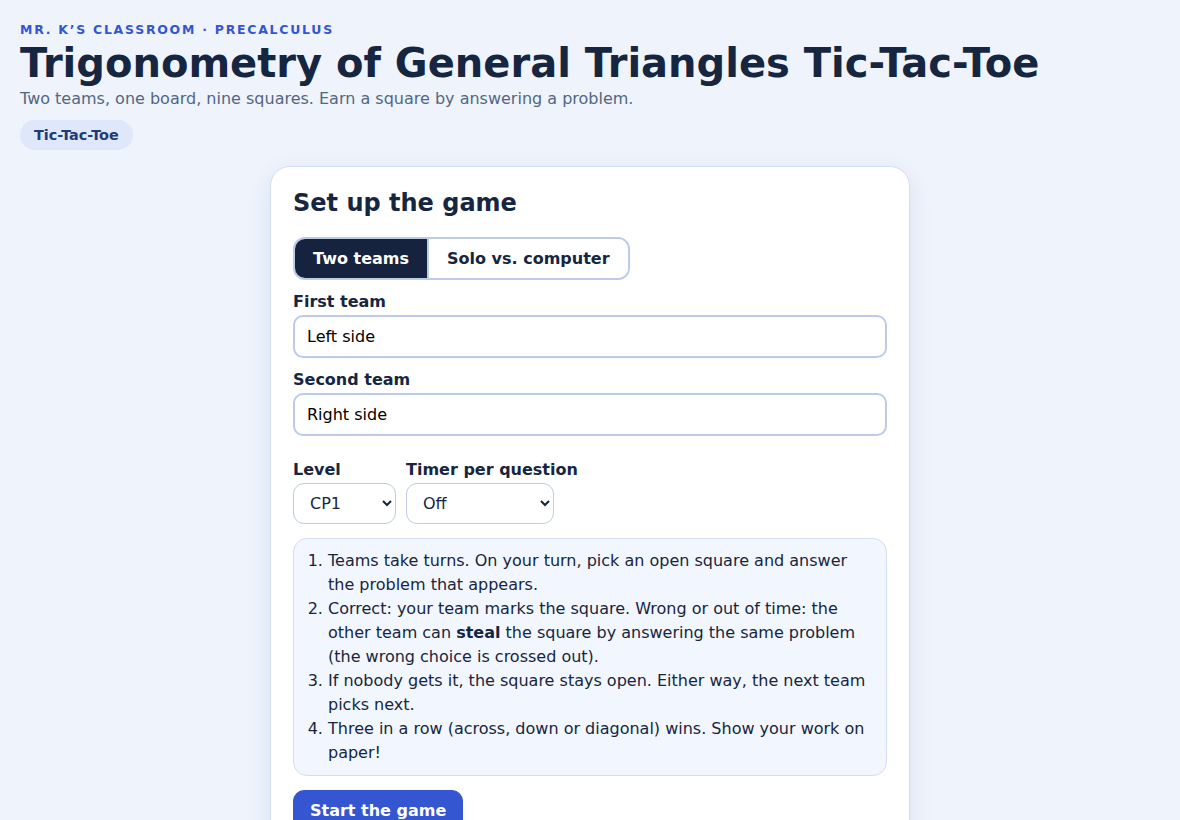 MR. K’S CLASSROOM · PRECALCULUS
Trigonometry of General Triangles Tic-Tac-Toe
Two teams, one board, nine squares. Earn a square by answering a problem.
Tic-Tac-Toe
Set up the game
Two teams Solo vs. computer
First team
Left side
Second team
Right side
Level Timer per question
CP1 Off
1. Teams take turns. On your turn, pick an open square and answer
the problem that appears.
2. Correct: your team marks the square. Wrong or out of time: the
other team can steal the square by answering the same problem
(the wrong choice is crossed out).
3. If nobody gets it, the square stays open. Either way, the next team
picks next.
4. Three in a row (across, down or diagonal) wins. Show your work on
paper!
Start the game